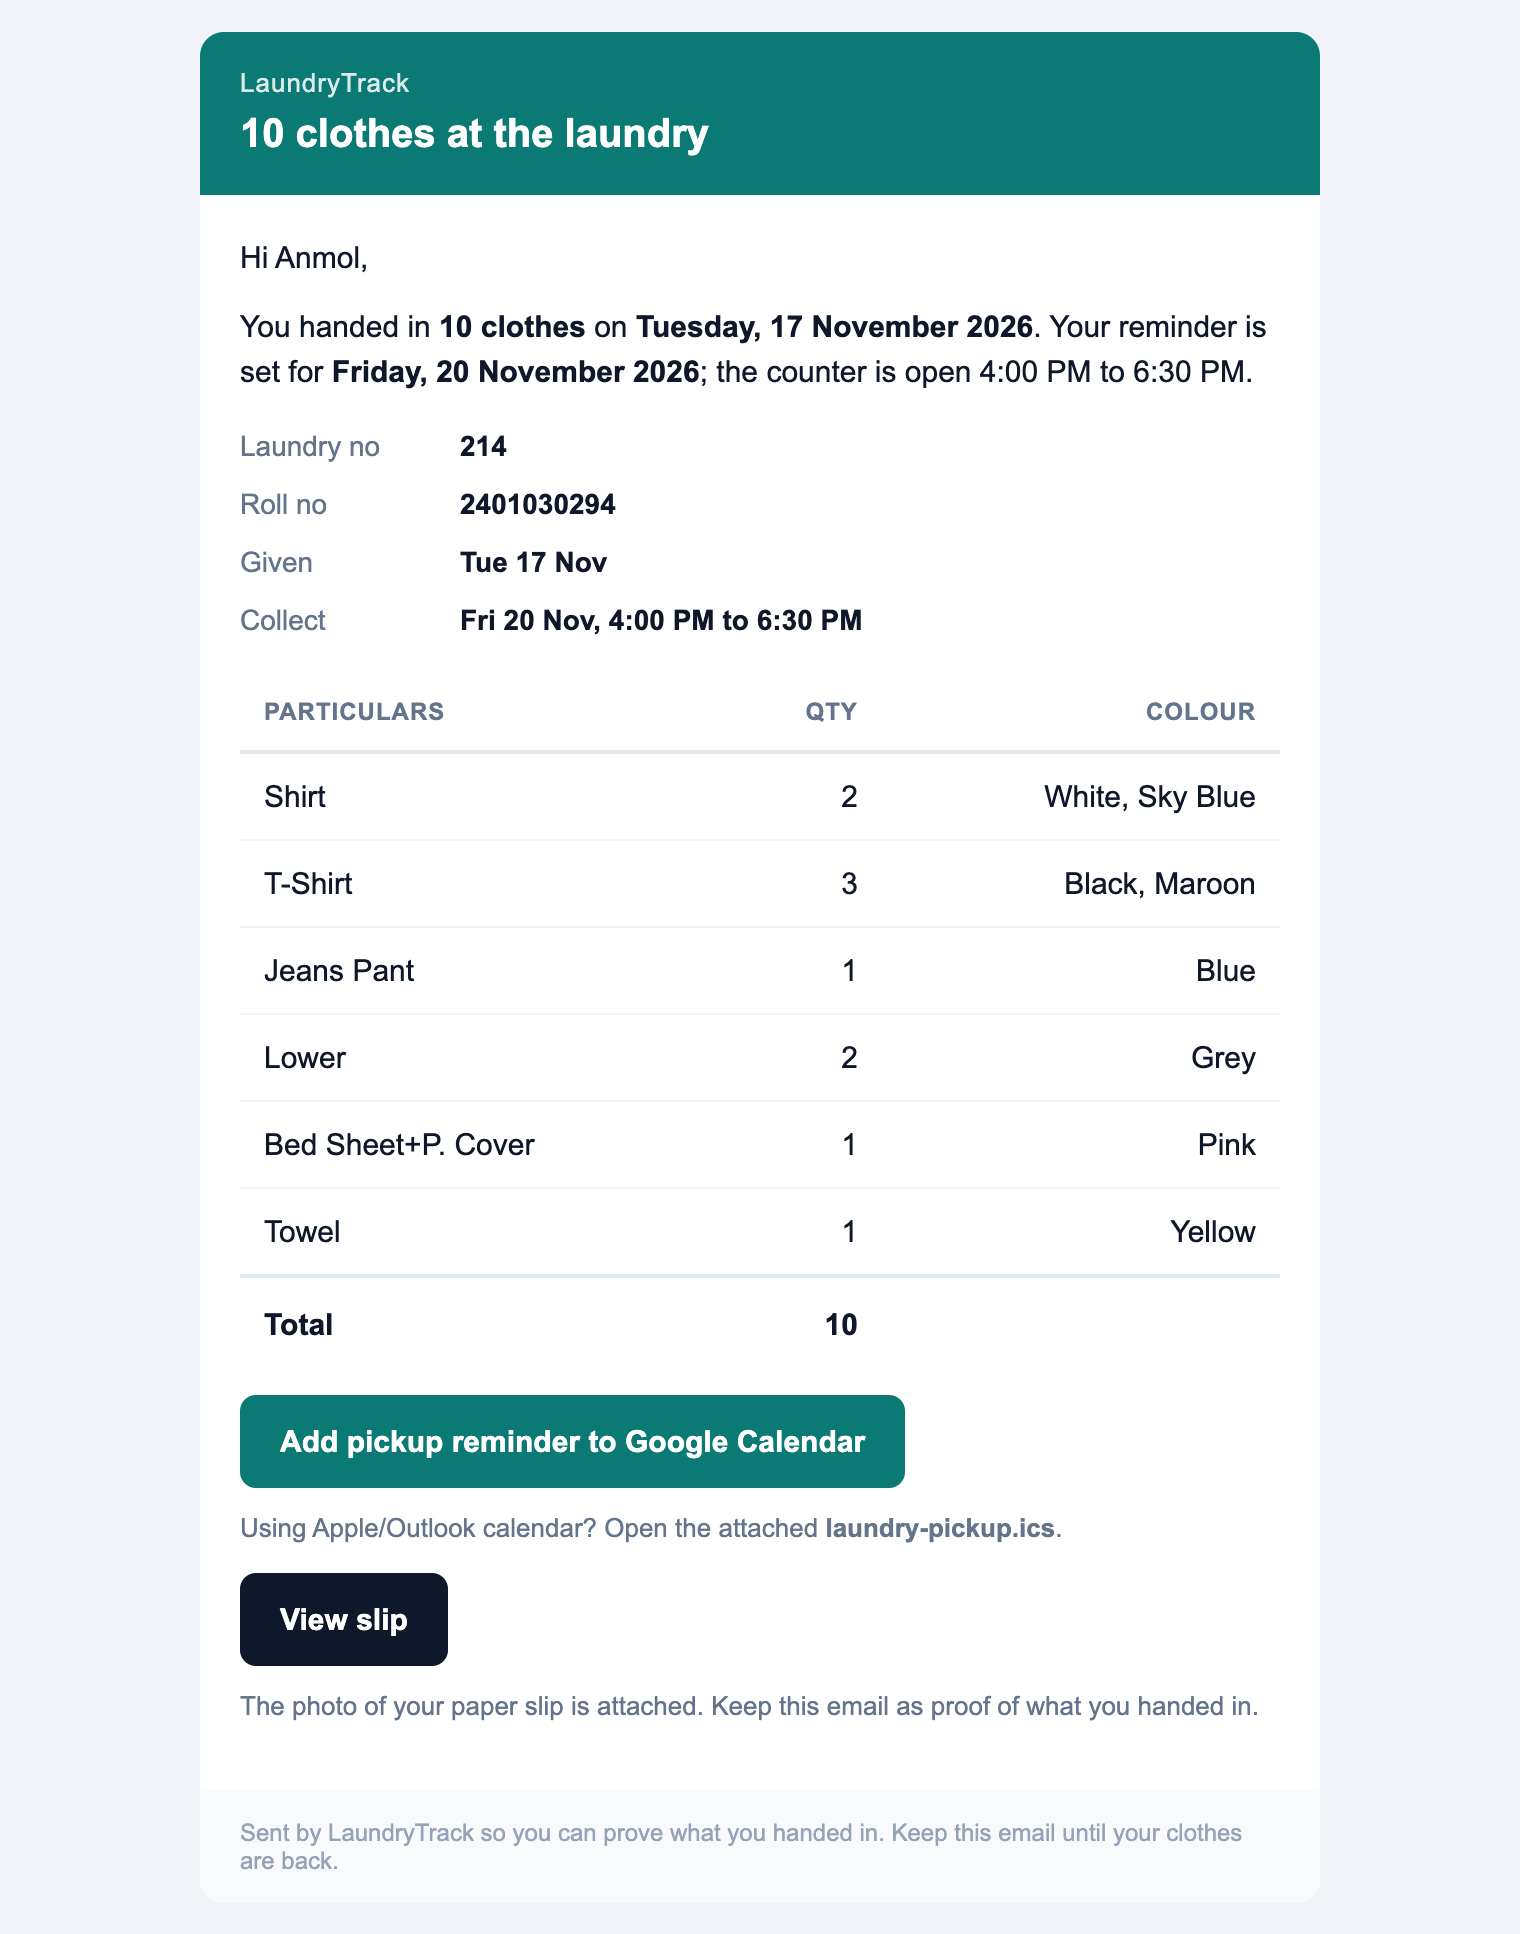 LaundryTrack
10 clothes at the laundry
Hi Anmol,
You handed in 10 clothes on Tuesday, 17 November 2026. Your reminder is
set for Friday, 20 November 2026; the counter is open 4:00 PM to 6:30 PM.
Laundry no 214
Roll no 2401030294
Given Tue 17 Nov
Collect Fri 20 Nov, 4:00 PM to 6:30 PM
PARTICULARS QTY COLOUR
Shirt 2 White, Sky Blue
T-Shirt 3 Black, Maroon
Jeans Pant 1 Blue
Lower 2 Grey
Bed Sheet+P. Cover 1 Pink
Towel 1 Yellow
Total 10
Add pickup reminder to Google Calendar
Using Apple/Outlook calendar? Open the attached laundry-pickup.ics.
View slip
The photo of your paper slip is attached. Keep this email as proof of what you handed in.
Sent by LaundryTrack so you can prove what you handed in. Keep this email until your clothes
are back.